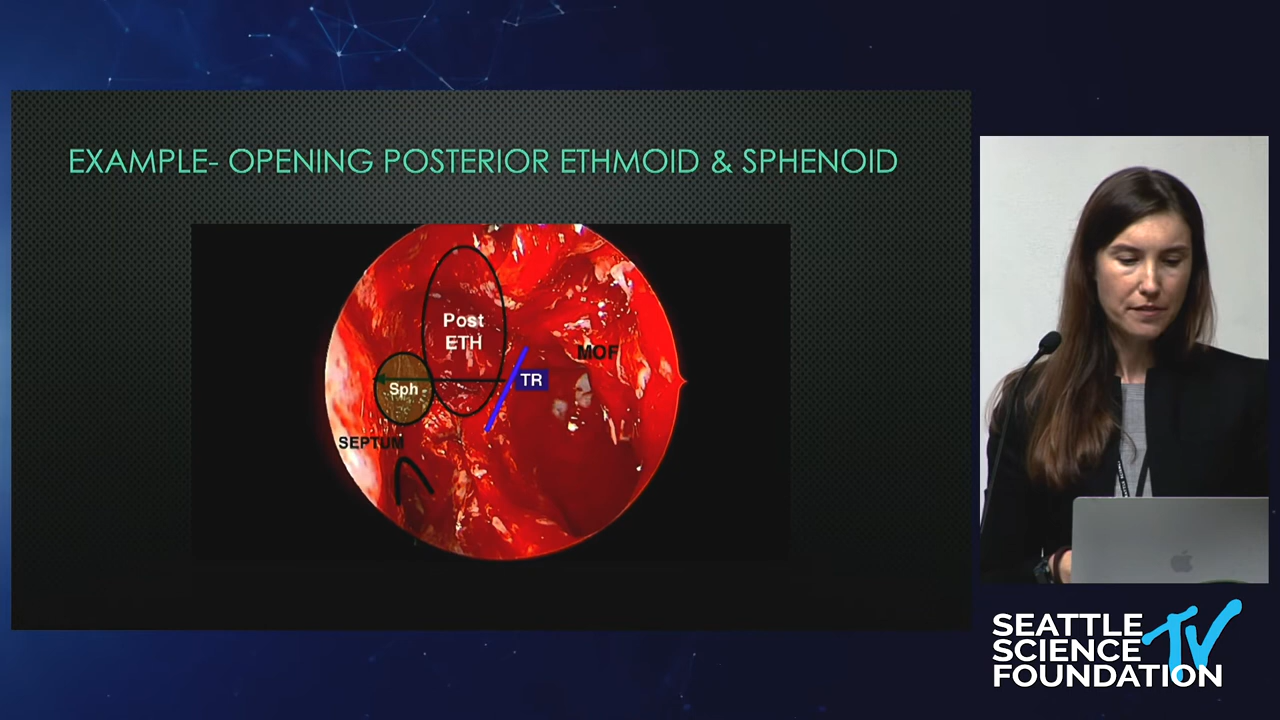 EXAMPLE- OPENING POSTERIOR ETHMOID & SPHENOID
Post
ETH
MOF
TR
Sph
SEPTUM
SEATTLE
SCIENCE
FOUNDATION
TV